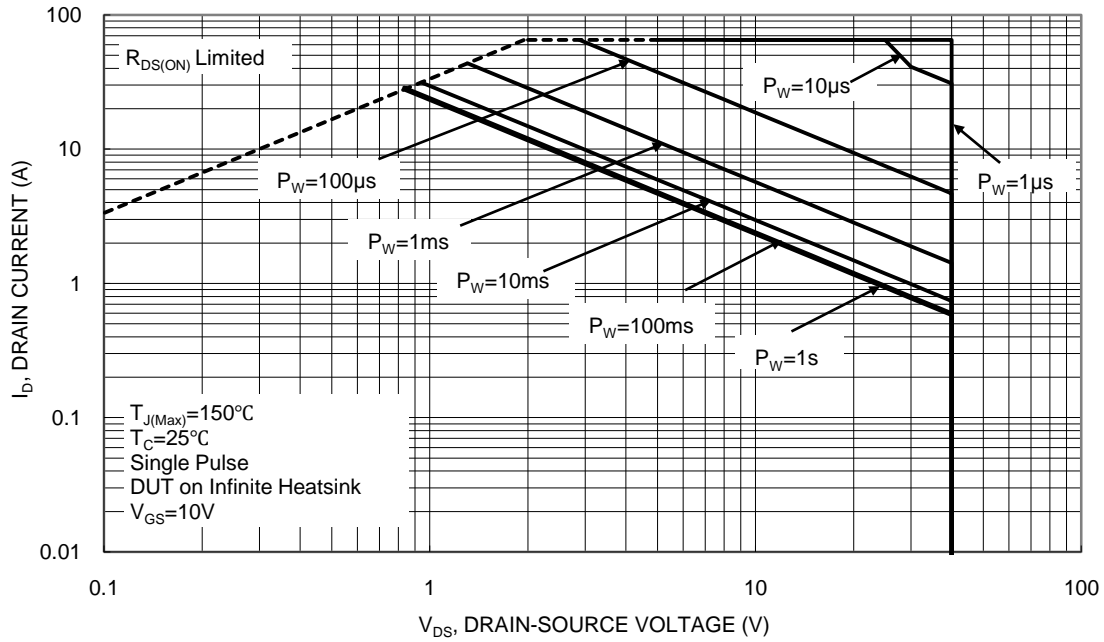 100
R_DS(ON) Limited
P_W=10µs
10
P_W=100µs
P_W=1µs
P_W=1ms
P_W=10ms
1
P_W=100ms
P_W=1s
I_D, DRAIN CURRENT (A)
0.1
T_J(Max)=150℃
T_C=25℃
Single Pulse
DUT on Infinite Heatsink
V_GS=10V
0.01
0.1 1 10 100
V_DS, DRAIN-SOURCE VOLTAGE (V)